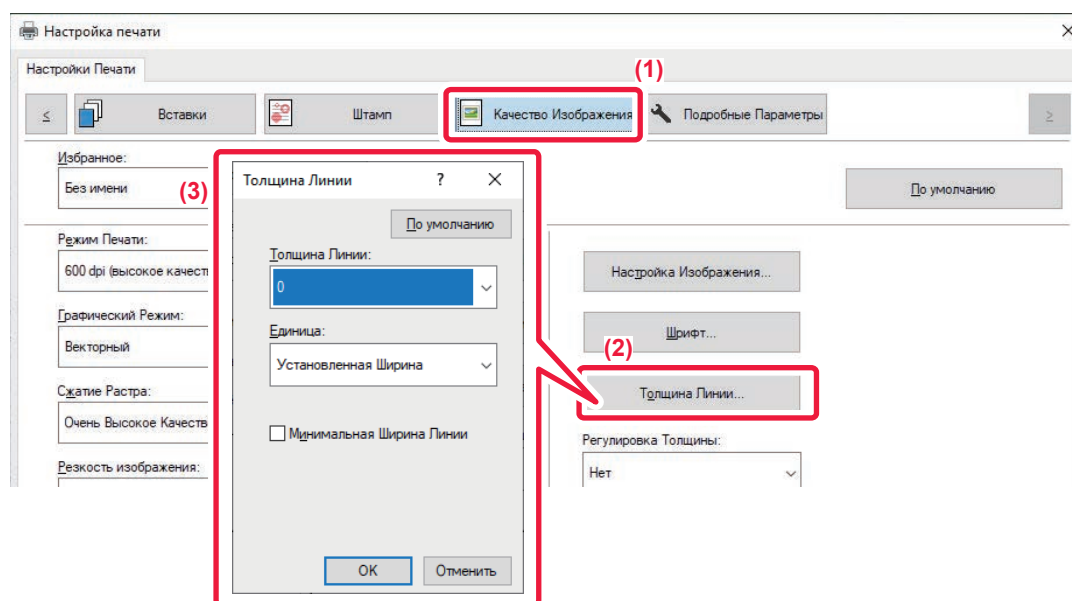 Настройка печати
Настройки Печати
(1)
≤
Вставки
Штамп
Качество Изображения
Подробные Параметры
≥
Избранное:
Без имени
(3)
По умолчанию
Толщина Линии
?
По умолчанию
Толщина Линии:
0
Единица:
Установленная Ширина
Минимальная Ширина Линии
OK
Отменить
Режим Печати:
600 dpi (высокое качест
Графический Режим:
Векторный
Сжатие Растра:
Очень Высокое Качеств
Резкость изображения:
Настройка Изображения...
Шрифт...
(2)
Толщина Линии...
Регулировка Толщины:
Нет